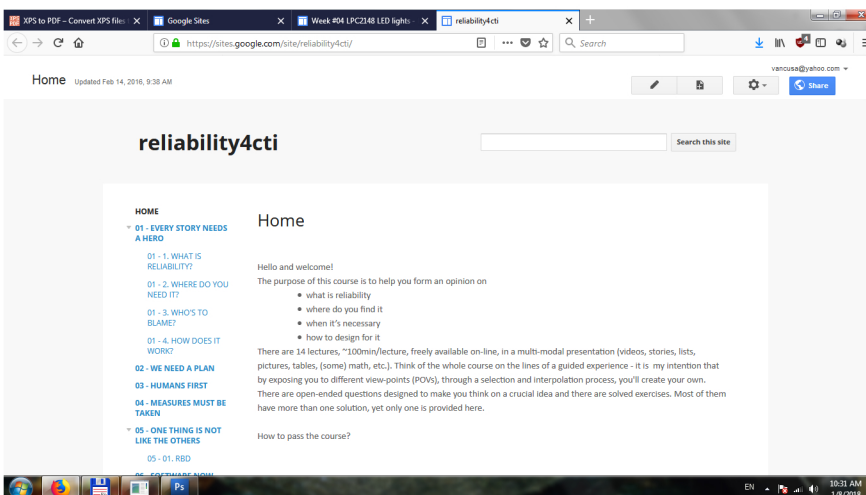 XPS to PDF – Convert XPS files
Google Sites
Week #04 LPC2148 LED lights -
reliability4cti
https://sites.google.com/site/reliability4cti/
Search
4
vancusa@yahoo.com
Home Updated Feb 14, 2016, 9:38 AM
Share
reliability4cti
Search this site
HOME
01 - EVERY STORY NEEDS
A HERO
01 - 1. WHAT IS
RELIABILITY?
01 - 2. WHERE DO YOU
NEED IT?
01 - 3. WHO'S TO
BLAME?
01 - 4. HOW DOES IT
WORK?
02 - WE NEED A PLAN
03 - HUMANS FIRST
04 - MEASURES MUST BE
TAKEN
05 - ONE THING IS NOT
LIKE THE OTHERS
05 - 01. RBD
06 - SOFTWARE NOW
Home
Hello and welcome!
The purpose of this course is to help you form an opinion on
• what is reliability
• where do you find it
• when it's necessary
• how to design for it
There are 14 lectures, ~100min/lecture, freely available on-line, in a multi-modal presentation (videos, stories, lists,
pictures, tables, (some) math, etc.). Think of the whole course on the lines of a guided experience - it is my intention that
by exposing you to different view-points (POVs), through a selection and interpolation process, you'll create your own.
There are open-ended questions designed to make you think on a crucial idea and there are solved exercises. Most of them
have more than one solution, yet only one is provided here.
How to pass the course?
Ps
EN
10:31 AM
1/8/2018